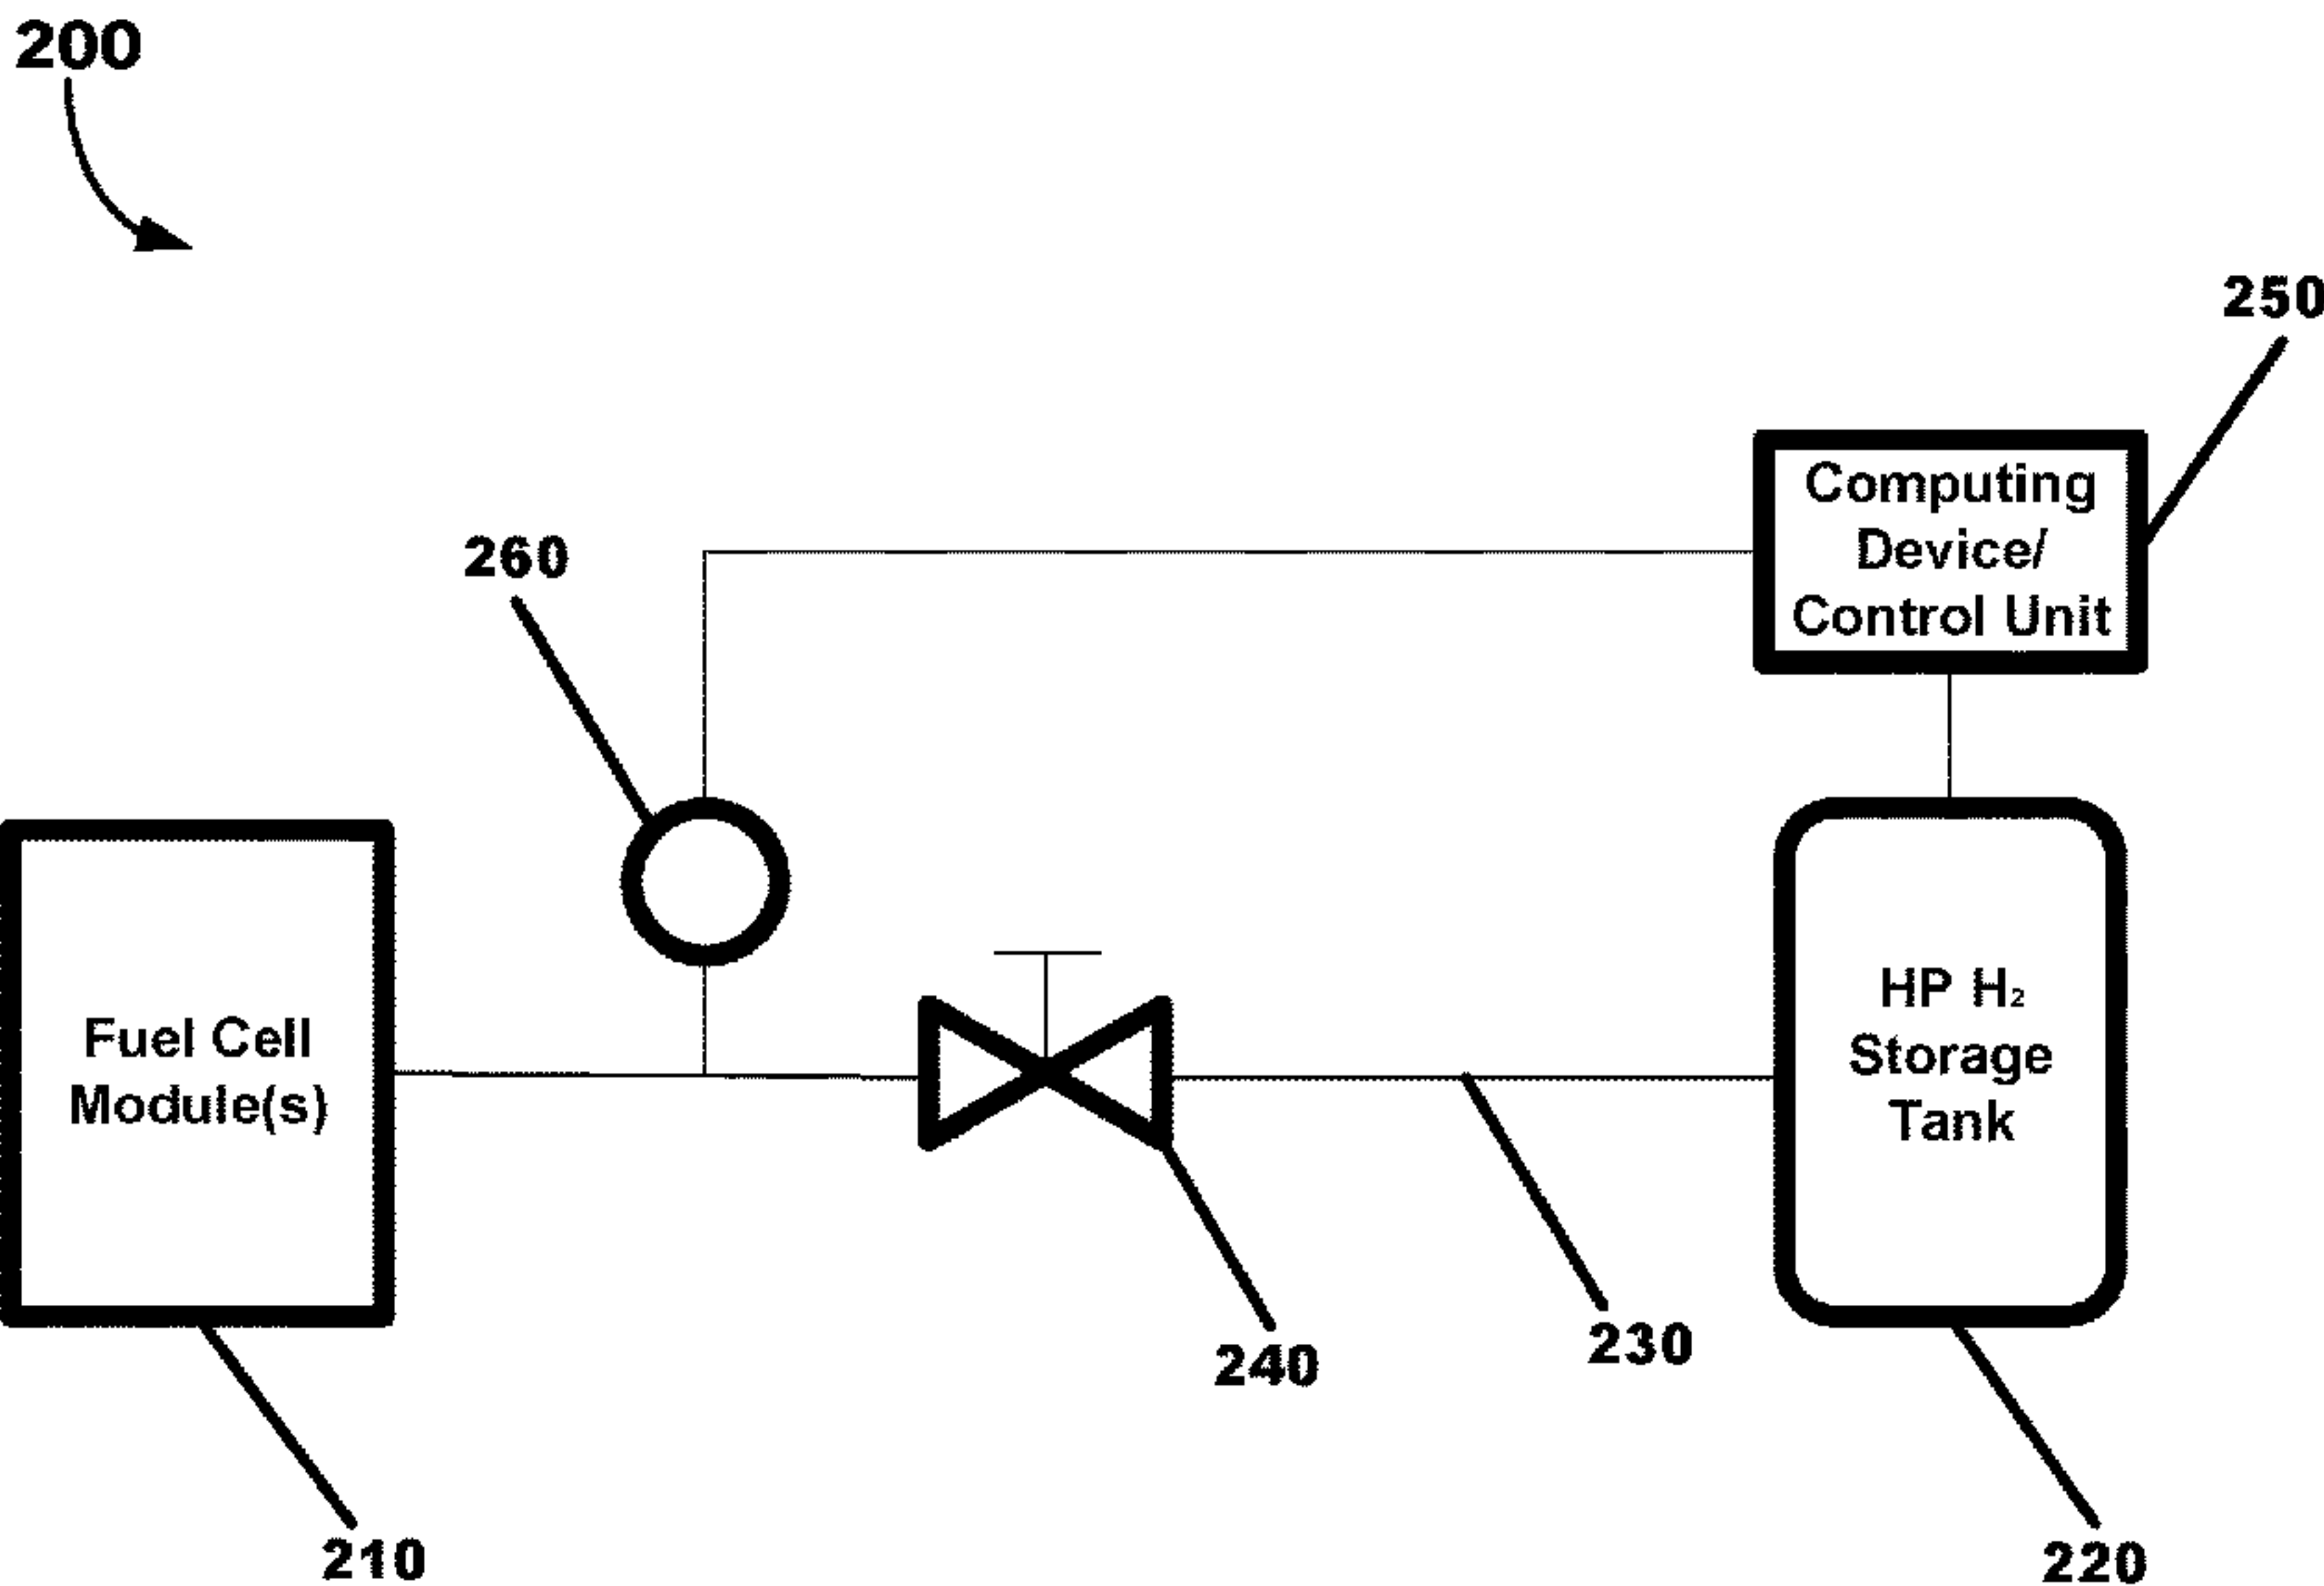 200
250
Computing
Device/
Control Unit
260
Fuel Cell
Module(s)
HP H₂
Storage
Tank
240
230
210
220